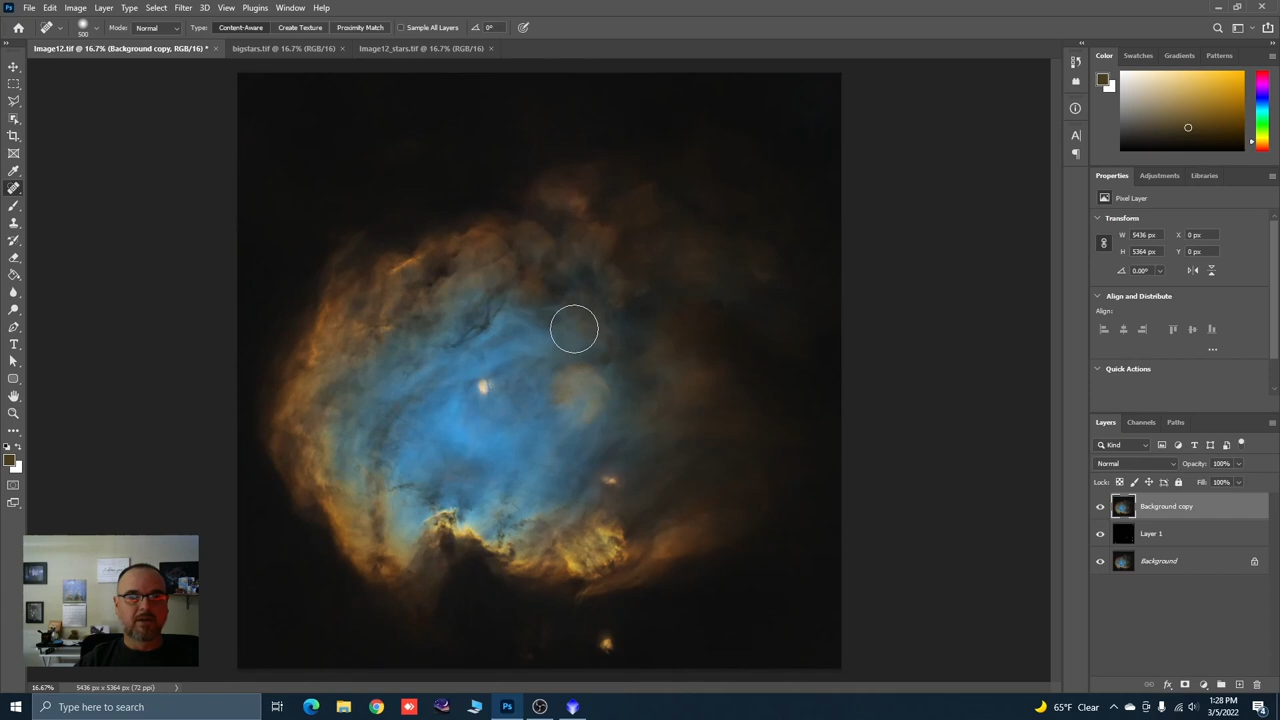 File Edit Image Layer Type Select Filter 3D View Plugins Window Help
500 Mode: Normal Type: Content-Aware Create Texture Proximity Match Sample All Layers 0°
Image12.tif @ 16.7% (Background copy, RGB/16) * × bigstars.tif @ 16.7% (RGB/16) × Image12_stars.tif @ 16.7% (RGB/16) ×
Color Swatches Gradients Patterns
Properties Adjustments Libraries
Pixel Layer
Transform
W 5436 px X 0 px
H 5364 px Y 0 px
0.00°
Align and Distribute
Align:
Quick Actions
Layers Channels Paths
Kind
Normal Opacity: 100%
Lock: Fill: 100%
Background copy
Layer 1
Background
16.67% 5436 px x 5364 px (72 ppi)
Type here to search
65°F Clear
1:28 PM
3/5/2022